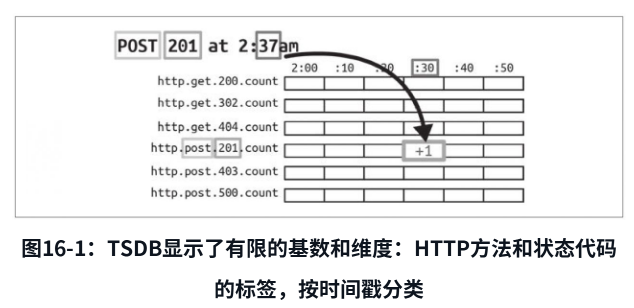 POST 201 at 2:37am
2:00 :10 :20 :30 :40 :50
http.get.200.count
http.get.302.count
http.get.404.count
http.post.201.count +1
http.post.403.count
http.post.500.count
图16-1：TSDB显示了有限的基数和维度：HTTP方法和状态代码
的标签，按时间戳分类